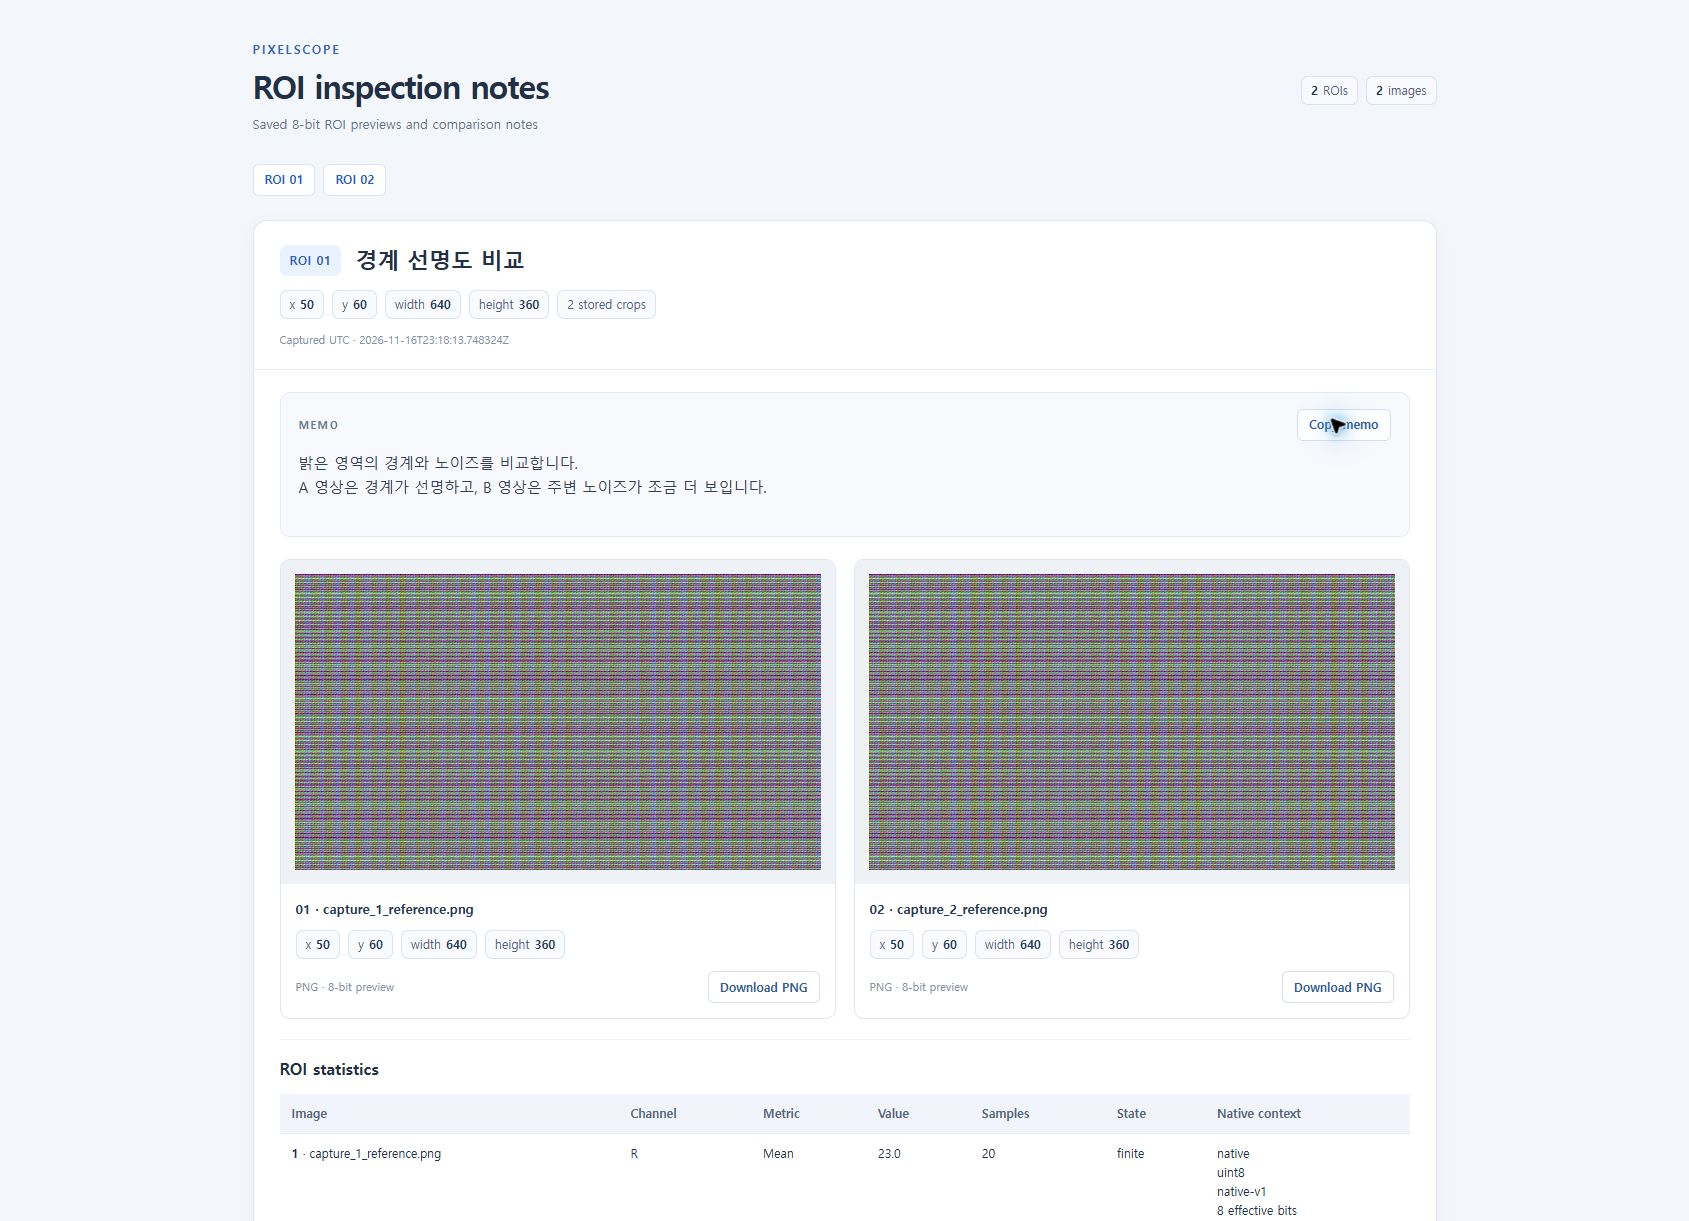 PIXELSCOPE
ROI inspection notes
2 ROIs
2 images
Saved 8-bit ROI previews and comparison notes
ROI 01
ROI 02
ROI 01 경계 선명도 비교
x 50
y 60
width 640
height 360
2 stored crops
Captured UTC · 2026-11-16T23:18:13.748324Z
MEMO
memo
밝은 영역의 경계와 노이즈를 비교합니다.
A 영상은 경계가 선명하고, B 영상은 주변 노이즈가 조금 더 보입니다.
01 · capture_1_reference.png
x 50
y 60
width 640
height 360
PNG · 8-bit preview
Download PNG
02 · capture_2_reference.png
x 50
y 60
width 640
height 360
PNG · 8-bit preview
Download PNG
ROI statistics
Image Channel Metric Value Samples State Native context
1 · capture_1_reference.png R Mean 23.0 20 finite native
uint8
native-v1
8 effective bits